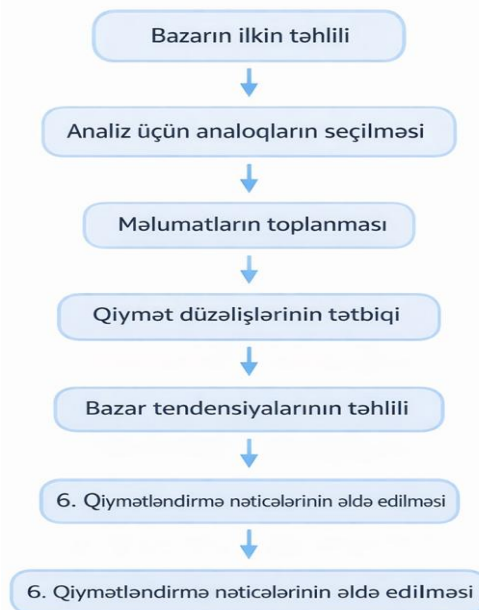 Bazarın ilkin təhlili
Analiz üçün analoqların seçilməsi
Məlumatların toplanması
Qiymət düzəlişlərinin tətbiqi
Bazar tendensiyalarının təhlili
6. Qiymətləndirmə nəticələrinin əldə edilməsi
6. Qiymətləndirmə nəticələrinin əldə edilməsi